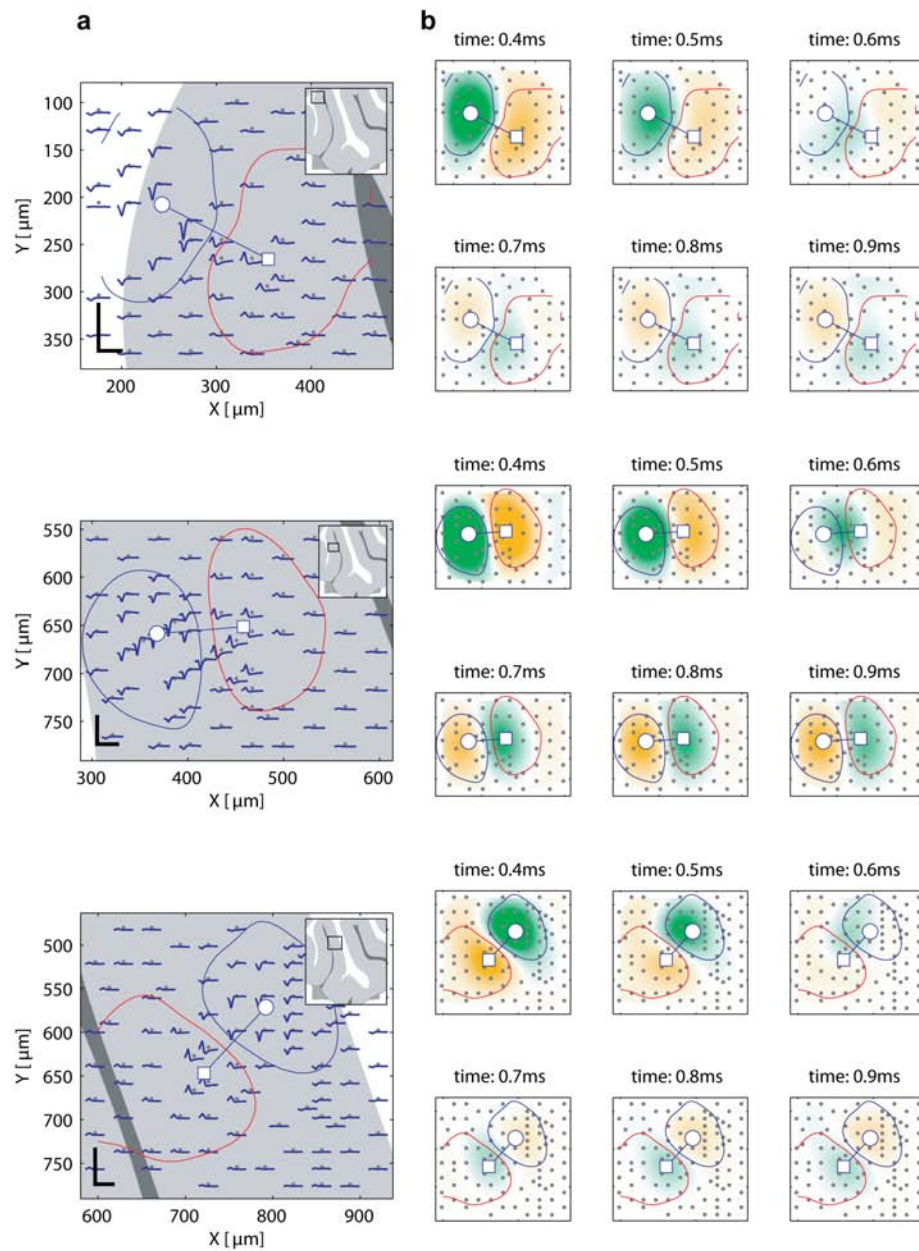 a
b
time: 0.4ms
time: 0.5ms
time: 0.6ms
100
150
200
250
300
350
Y [ µm]
200
300
400
X [ µm]
time: 0.7ms
time: 0.8ms
time: 0.9ms
time: 0.4ms
time: 0.5ms
time: 0.6ms
550
600
650
700
750
Y [ µm]
300
400
500
600
X [ µm]
time: 0.7ms
time: 0.8ms
time: 0.9ms
time: 0.4ms
time: 0.5ms
time: 0.6ms
500
550
600
650
700
750
Y [ µm]
600
700
800
900
X [ µm]
time: 0.7ms
time: 0.8ms
time: 0.9ms